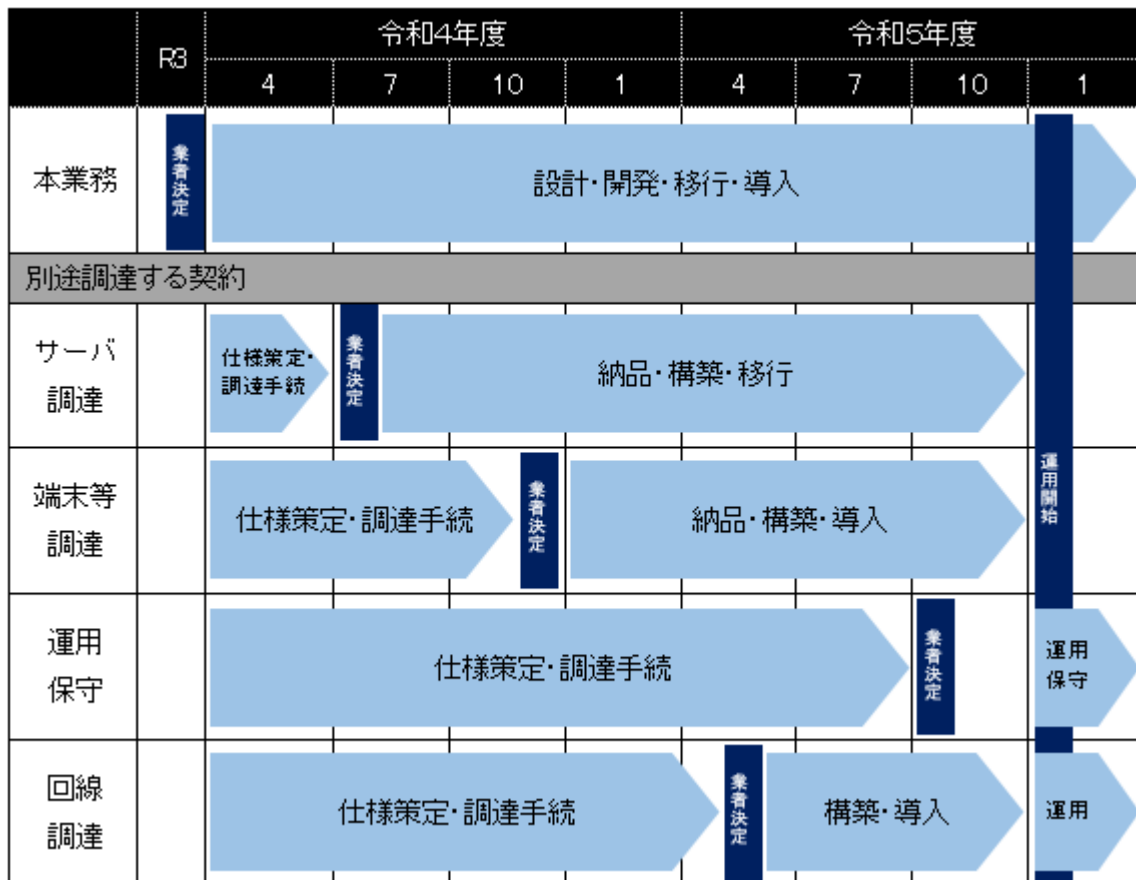 令和4年度
令和5年度
R3
4
7
10
1
4
7
10
1
本業務
業者決定
設計・開発・移行・導入
別途調達する契約
サーバ
調達
仕様策定・
調達手続
業者決定
納品・構築・移行
運用開始
端末等
調達
仕様策定・調達手続
業者決定
納品・構築・導入
運用
保守
仕様策定・調達手続
業者決定
運用
保守
回線
調達
仕様策定・調達手続
業者決定
構築・導入
運用